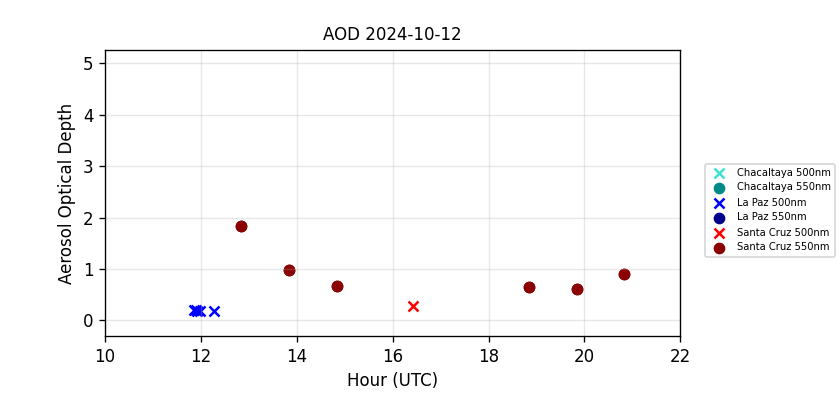 AOD 2024-10-12
Aerosol Optical Depth
5
4
3
2
1
0
10 12 14 16 18 20 22
Hour (UTC)
Chacaltaya 500nm
Chacaltaya 550nm
La Paz 500nm
La Paz 550nm
Santa Cruz 500nm
Santa Cruz 550nm